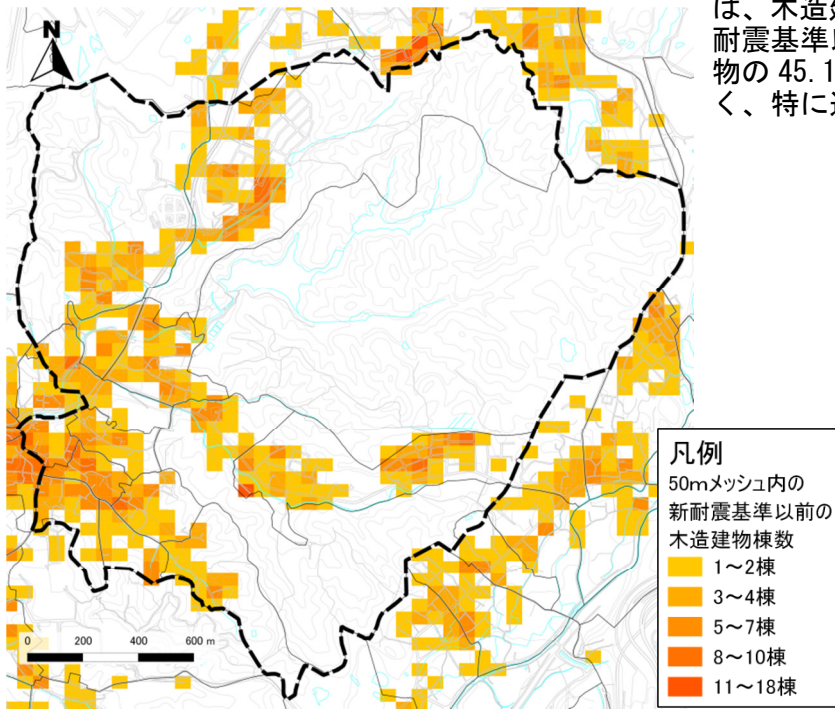 は、木造建
耐震基準
物の 45.1
く、特に
N
0 200 400 600 m
凡例
50mメッシュ内の
新耐震基準以前の
木造建物棟数
1~2棟
3~4棟
5~7棟
8~10棟
11~18棟